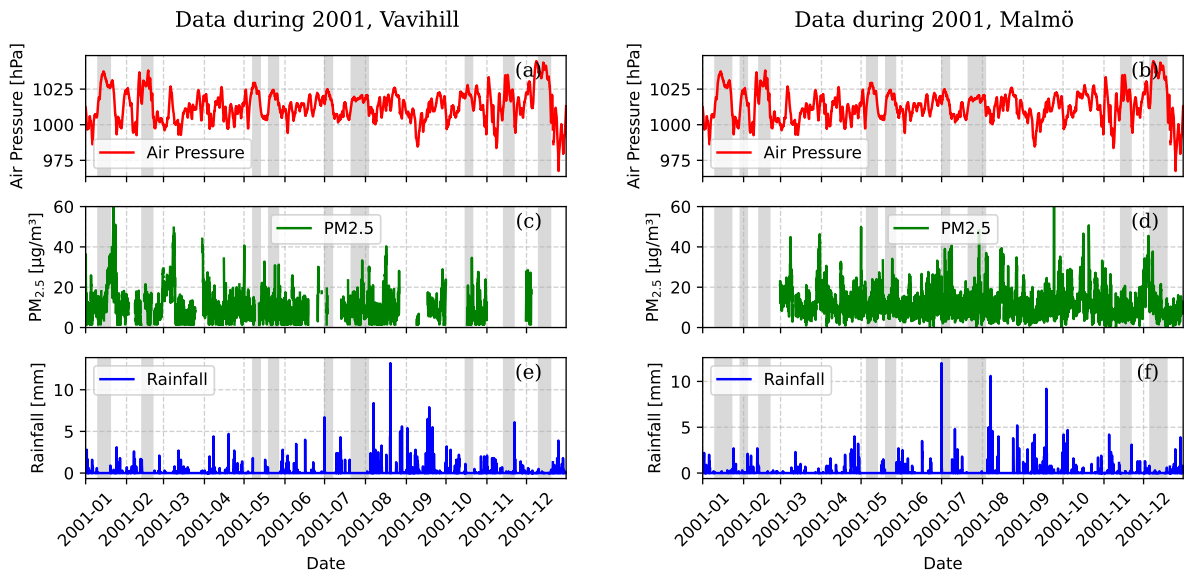 Data during 2001, Vavihill
Air Pressure [hPa]
1025
1000
975
(a)
Air Pressure
PM₂.₅ [µg/m³]
60
40
20
0
(c)
PM2.5
Rainfall [mm]
10
5
0
(e)
Rainfall
2001-01
2001-02
2001-03
2001-04
2001-05
2001-06
2001-07
2001-08
2001-09
2001-10
2001-11
2001-12
Date
Data during 2001, Malmö
Air Pressure [hPa]
1025
1000
975
(b)
Air Pressure
PM₂.₅ [µg/m³]
60
40
20
0
(d)
PM2.5
Rainfall [mm]
10
5
0
(f)
Rainfall
2001-01
2001-02
2001-03
2001-04
2001-05
2001-06
2001-07
2001-08
2001-09
2001-10
2001-11
2001-12
Date